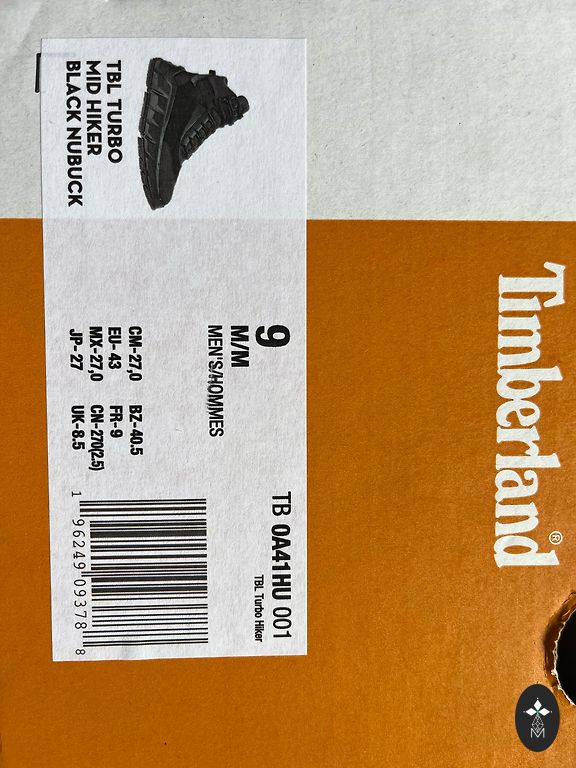 Timberland®
TB 0A41HU 001
TBL Turbo Hiker
9
M/M
MEN'S/HOMMES
CM-27,0 BZ-40.5
EU- 43 FR-9
MX-27,0 CN-270(2.5)
JP- 27 UK-8.5
TBL TURBO
MID HIKER
BLACK NUBUCK
1 96249 09378 8